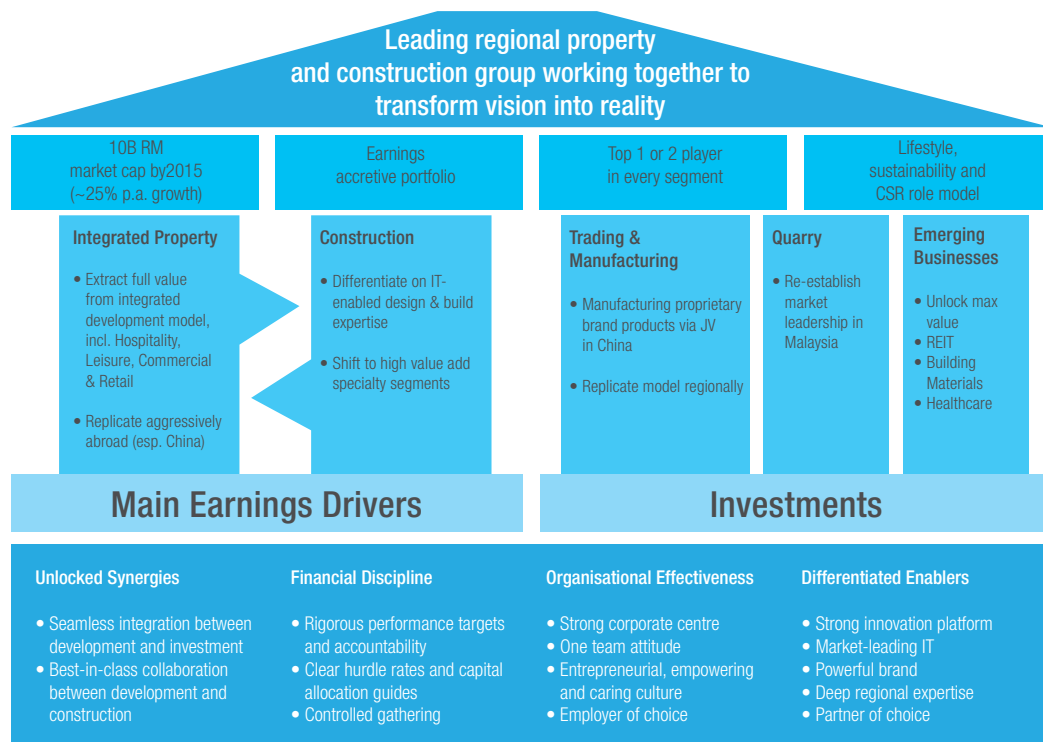 Leading regional property
and construction group working together to
transform vision into reality
10B RM
market cap by2015
(~25% p.a. growth)
Earnings
accretive portfolio
Top 1 or 2 player
in every segment
Lifestyle,
sustainability and
CSR role model
Integrated Property
• Extract full value
from integrated
development model,
incl. Hospitality,
Leisure, Commercial
& Retail
• Replicate aggressively
abroad (esp. China)
Construction
• Differentiate on IT-
enabled design & build
expertise
• Shift to high value add
specialty segments
Trading &
Manufacturing
• Manufacturing proprietary
brand products via JV
in China
• Replicate model regionally
Quarry
• Re-establish
market
leadership in
Malaysia
Emerging
Businesses
• Unlock max
value
• REIT
• Building
Materials
• Healthcare
Main Earnings Drivers
Investments
Unlocked Synergies
• Seamless integration between
development and investment
• Best-in-class collaboration
between development and
construction
Financial Discipline
• Rigorous performance targets
and accountability
• Clear hurdle rates and capital
allocation guides
• Controlled gathering
Organisational Effectiveness
• Strong corporate centre
• One team attitude
• Entrepreneurial, empowering
and caring culture
• Employer of choice
Differentiated Enablers
• Strong innovation platform
• Market-leading IT
• Powerful brand
• Deep regional expertise
• Partner of choice